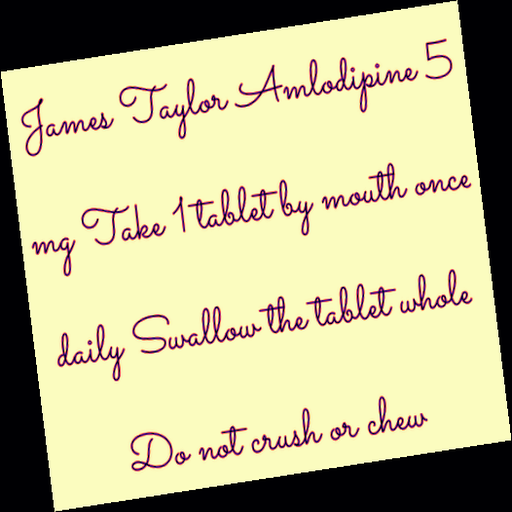 James Taylor Amlodipine 5
mg Take 1 tablet by mouth once
daily Swallow the tablet whole
Do not crush or chew